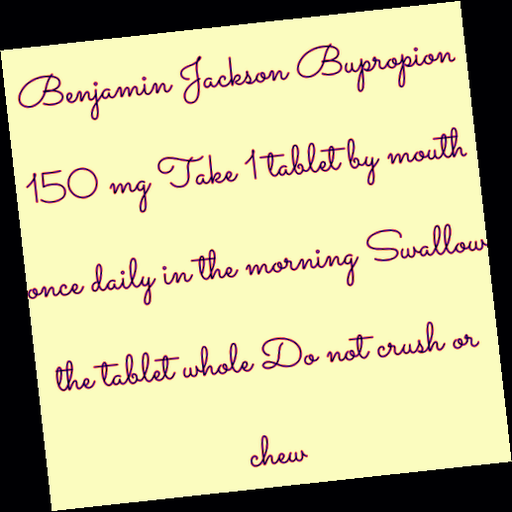 Benjamin Jackson Bupropion
150 mg Take 1 tablet by mouth
once daily in the morning Swallow
the tablet whole Do not crush or
chew